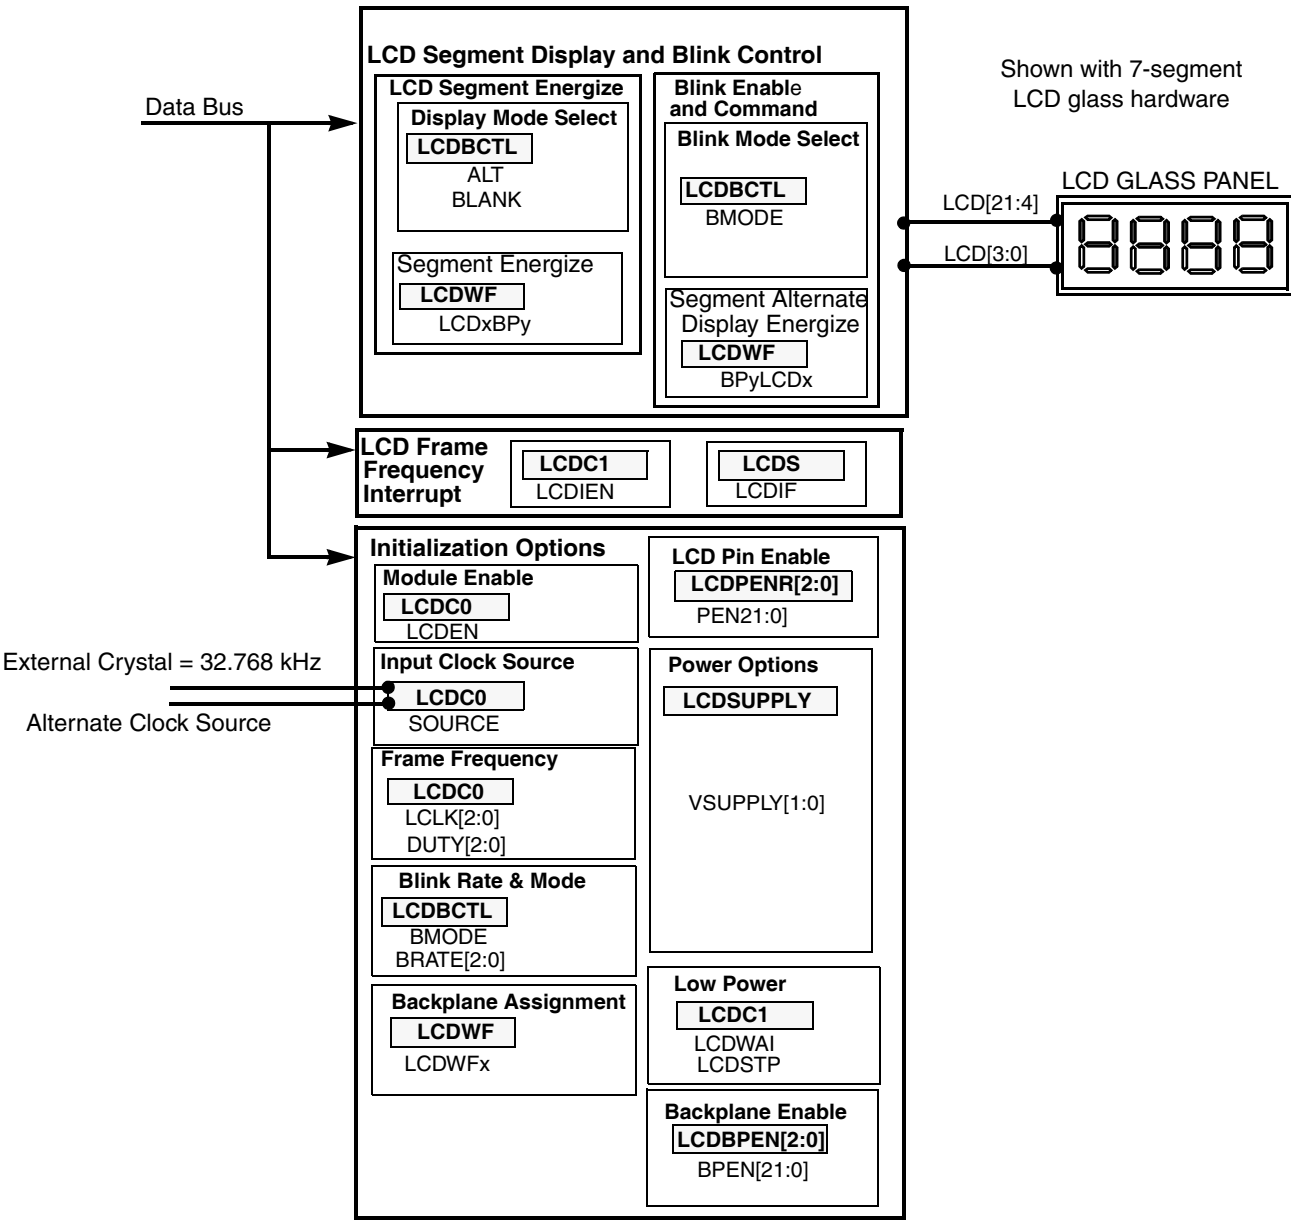 LCD Segment Display and Blink Control
LCD Segment Energize
Display Mode Select
LCDBCTL
ALT
BLANK
Segment Energize
LCDWF
LCDxBPy
Blink Enable
and Command
Blink Mode Select
LCDBCTL
BMODE
Segment Alternate
Display Energize
LCDWF
BPyLCDx
Data Bus
Shown with 7-segment
LCD glass hardware
LCD GLASS PANEL
LCD[21:4]
LCD[3:0]
8888
LCD Frame
Frequency
Interrupt
LCDC1
LCDIEN
LCDS
LCDIF
Initialization Options
Module Enable
LCDC0
LCDEN
External Crystal = 32.768 kHz
Alternate Clock Source
Input Clock Source
LCDC0
SOURCE
Frame Frequency
LCDC0
LCLK[2:0]
DUTY[2:0]
Blink Rate & Mode
LCDBCTL
BMODE
BRATE[2:0]
Backplane Assignment
LCDWF
LCDWFx
LCD Pin Enable
LCDPENR[2:0]
PEN21:0]
Power Options
LCDSUPPLY
VSUPPLY[1:0]
Low Power
LCDC1
LCDWAI
LCDSTP
Backplane Enable
LCDBPEN[2:0]
BPEN[21:0]